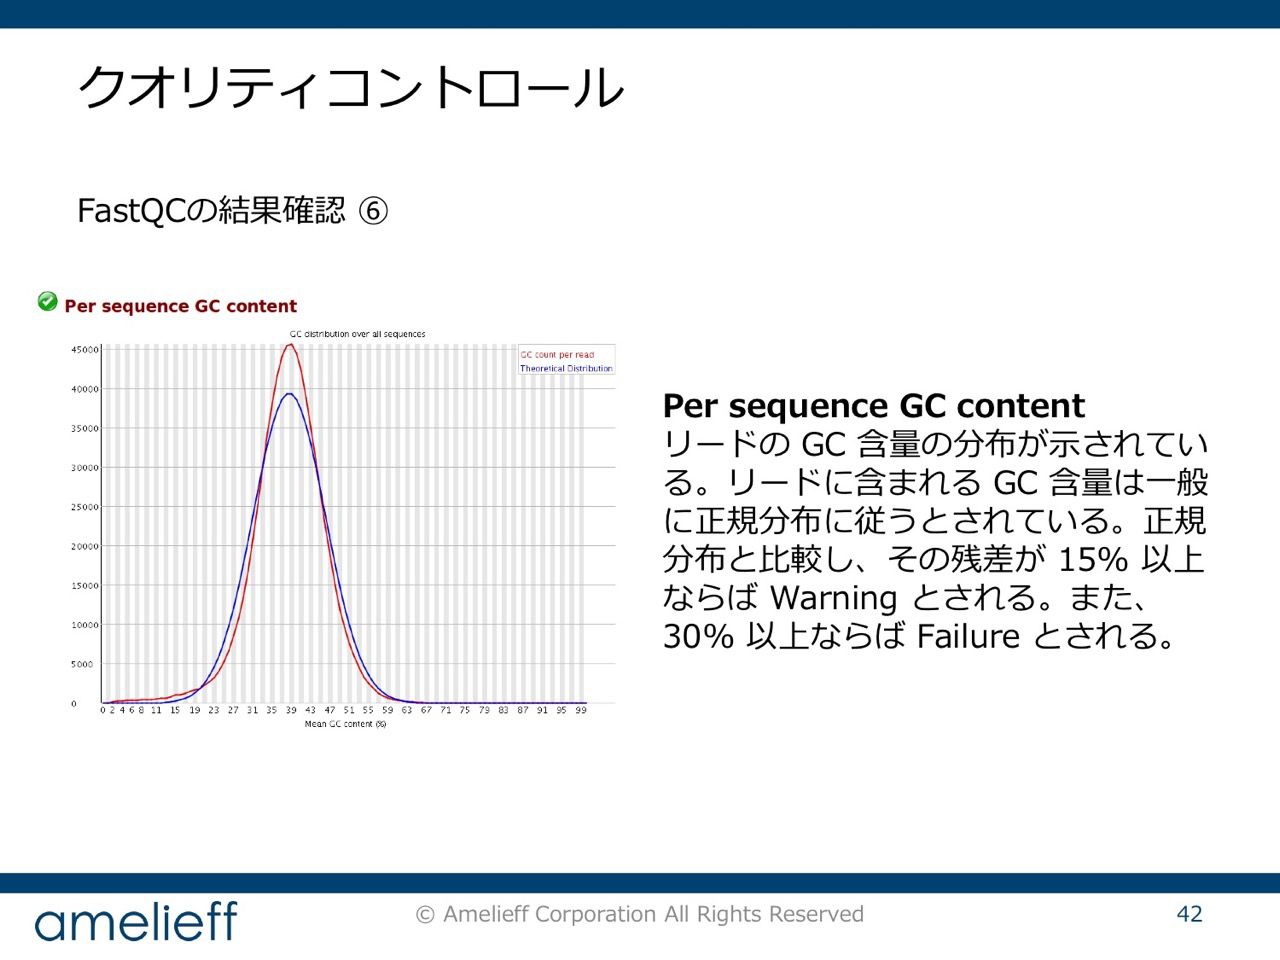 クオリティコントロール
FastQCの結果確認 ⑥
Per sequence GC content
GC distribution over all sequences
GC count per read
Theoretical Distribution
45000
40000
35000
30000
25000
20000
15000
10000
5000
0
0 2 4 6 8 11 15 19 23 27 31 35 39 43 47 51 55 59 63 67 71 75 79 83 87 91 95 99
Mean GC content (%)
Per sequence GC content
リードの GC 含量の分布が示されてい
る。リードに含まれる GC 含量は一般
に正規分布に従うとされている。正規
分布と比較し、その残差が 15% 以上
ならば Warning とされる。また、
30% 以上ならば Failure とされる。
amelieff
© Amelieff Corporation All Rights Reserved
42